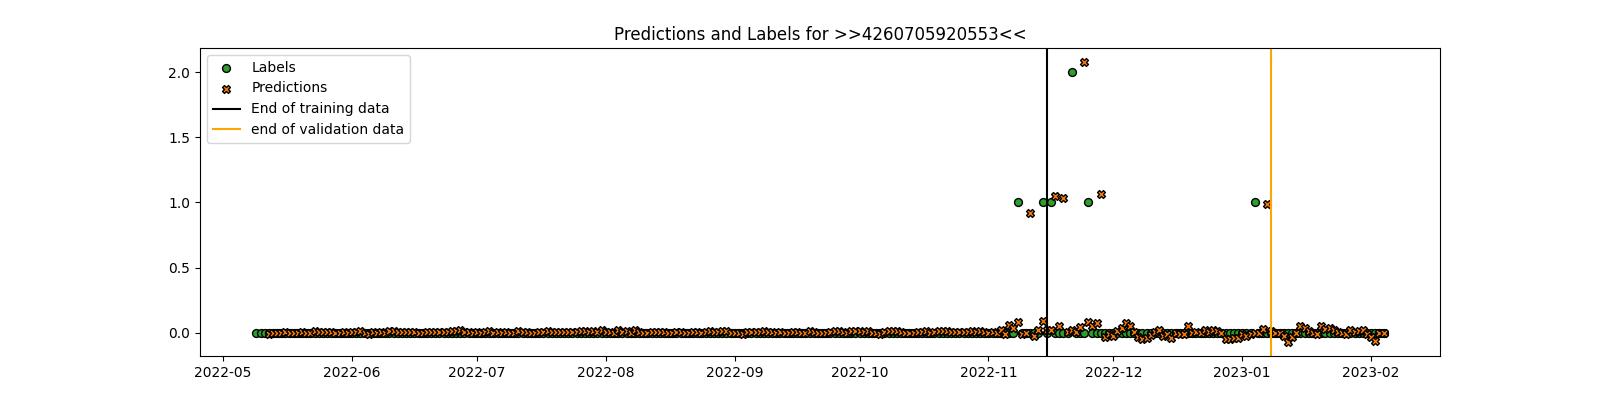 Predictions and Labels for >>4260705920553<<
Labels
Predictions
End of training data
end of validation data
2.0
1.5
1.0
0.5
0.0
2022-05 2022-06 2022-07 2022-08 2022-09 2022-10 2022-11 2022-12 2023-01 2023-02